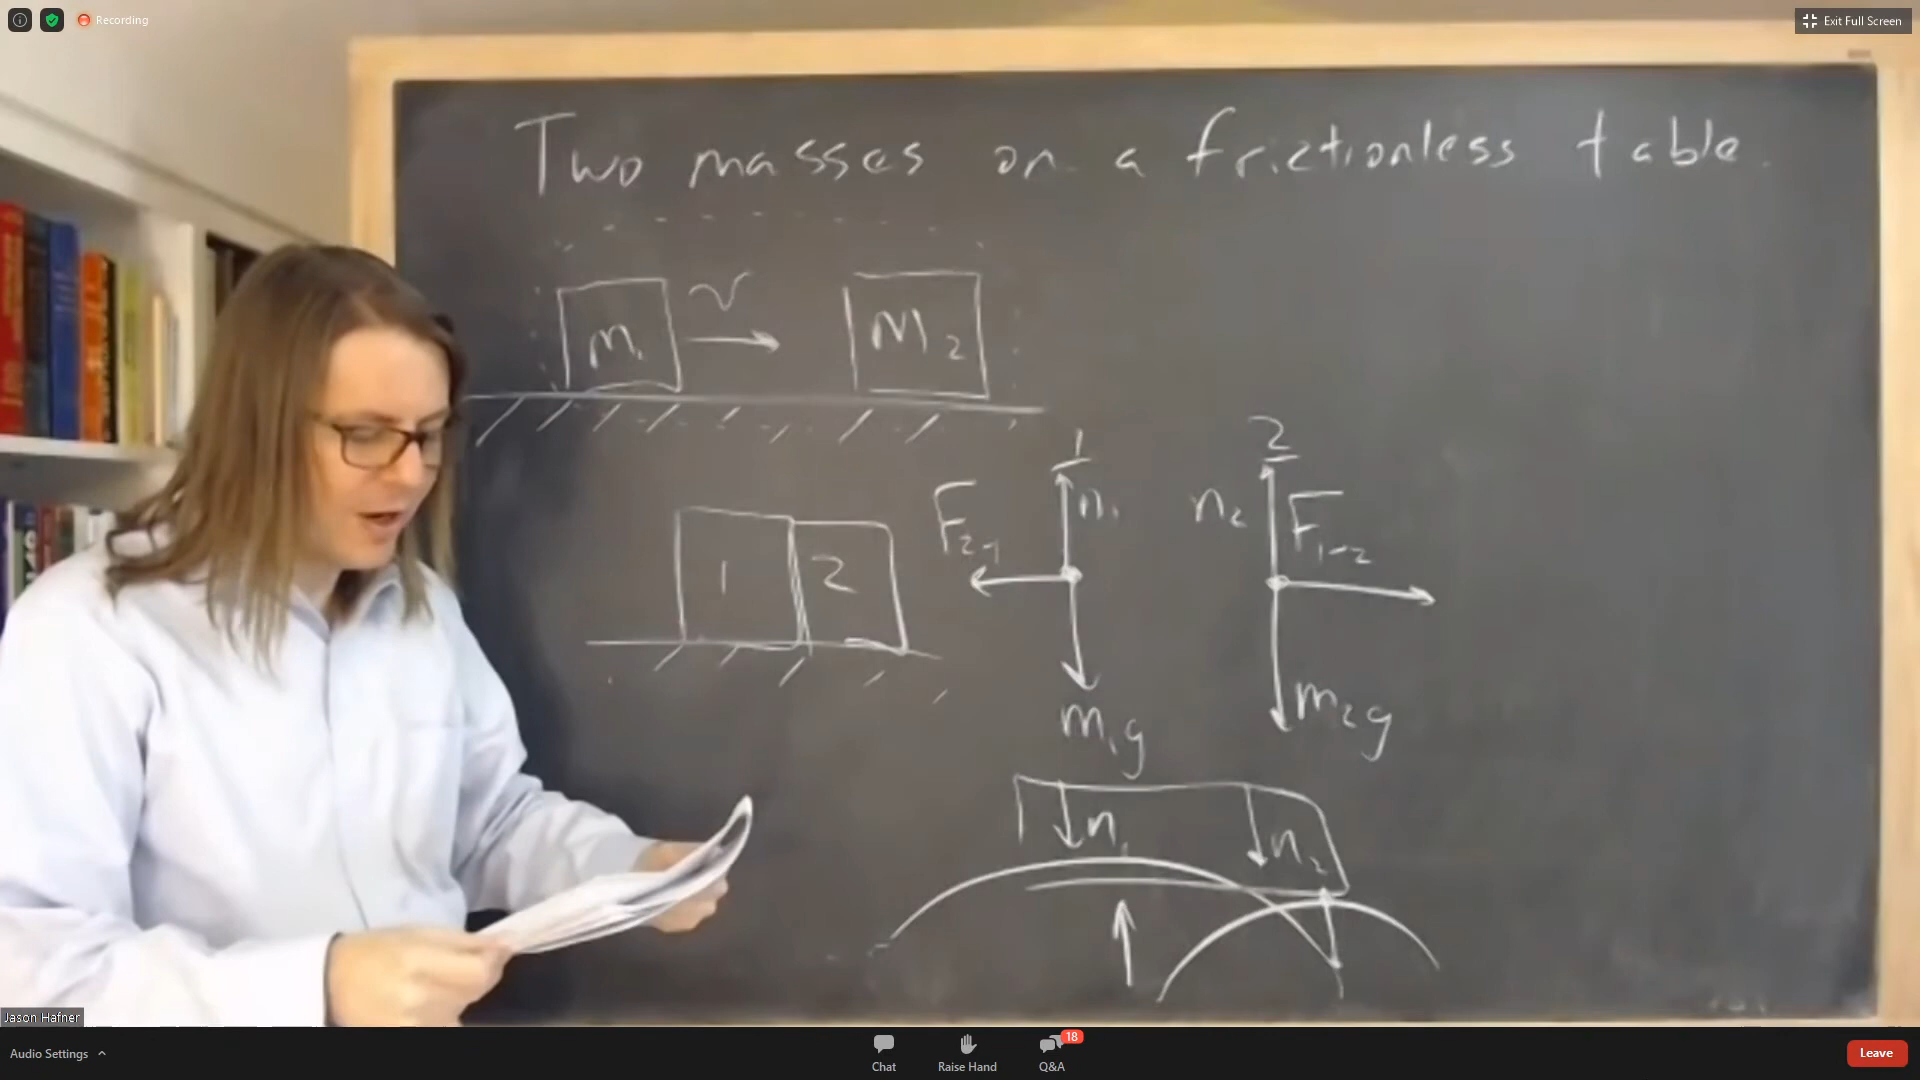 Recording
Exit Full Screen
Two masses on a frictionless table.
m₁
v
M₂
1
2
1
n₁
F₂₋₁
m₁g
2
n₂
F₁₋₂
m₂g
n₁
n₂
Jason Hafner
Audio Settings
Chat
Raise Hand
Q&A
18
Leave